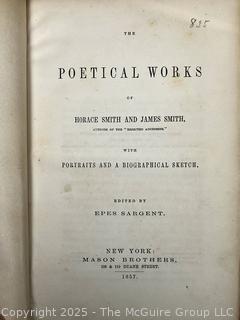 825
THE
POETICAL WORKS
OF
HORACE SMITH AND JAMES SMITH,
AUTHORS OF THE "REJECTED ADDRESSES."
WITH
PORTRAITS AND A BIOGRAPHICAL SKETCH.
EDITED BY
EPES SARGENT.
NEW YORK:
MASON BROTHERS,
108 & 110 DUANE STREET.
1857.
Copyright 2025 - The McGuire Group LLC